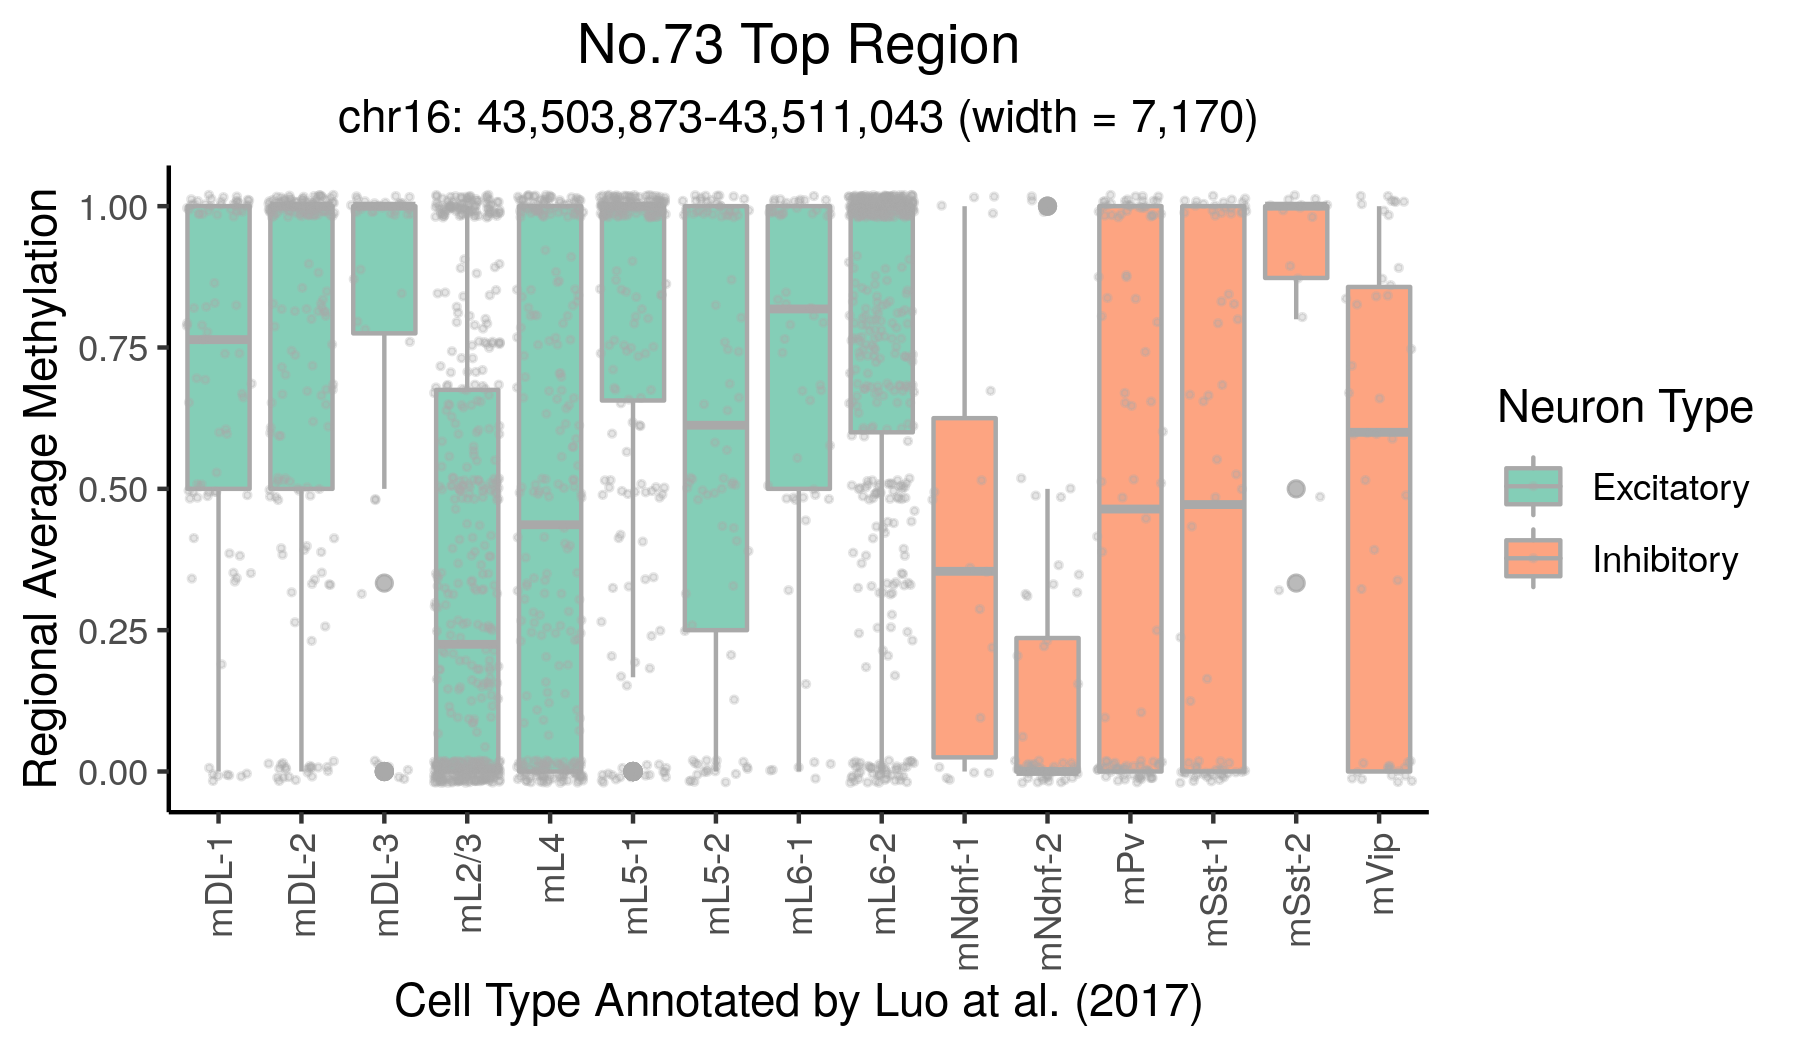 No.73 Top Region
chr16: 43,503,873-43,511,043 (width = 7,170)
Regional Average Methylation
1.00
0.75
0.50
0.25
0.00
mDL-1
mDL-2
mDL-3
mL2/3
mL4
mL5-1
mL5-2
mL6-1
mL6-2
mNdnf-1
mNdnf-2
mPv
mSst-1
mSst-2
mVip
Cell Type Annotated by Luo at al. (2017)
Neuron Type
Excitatory
Inhibitory